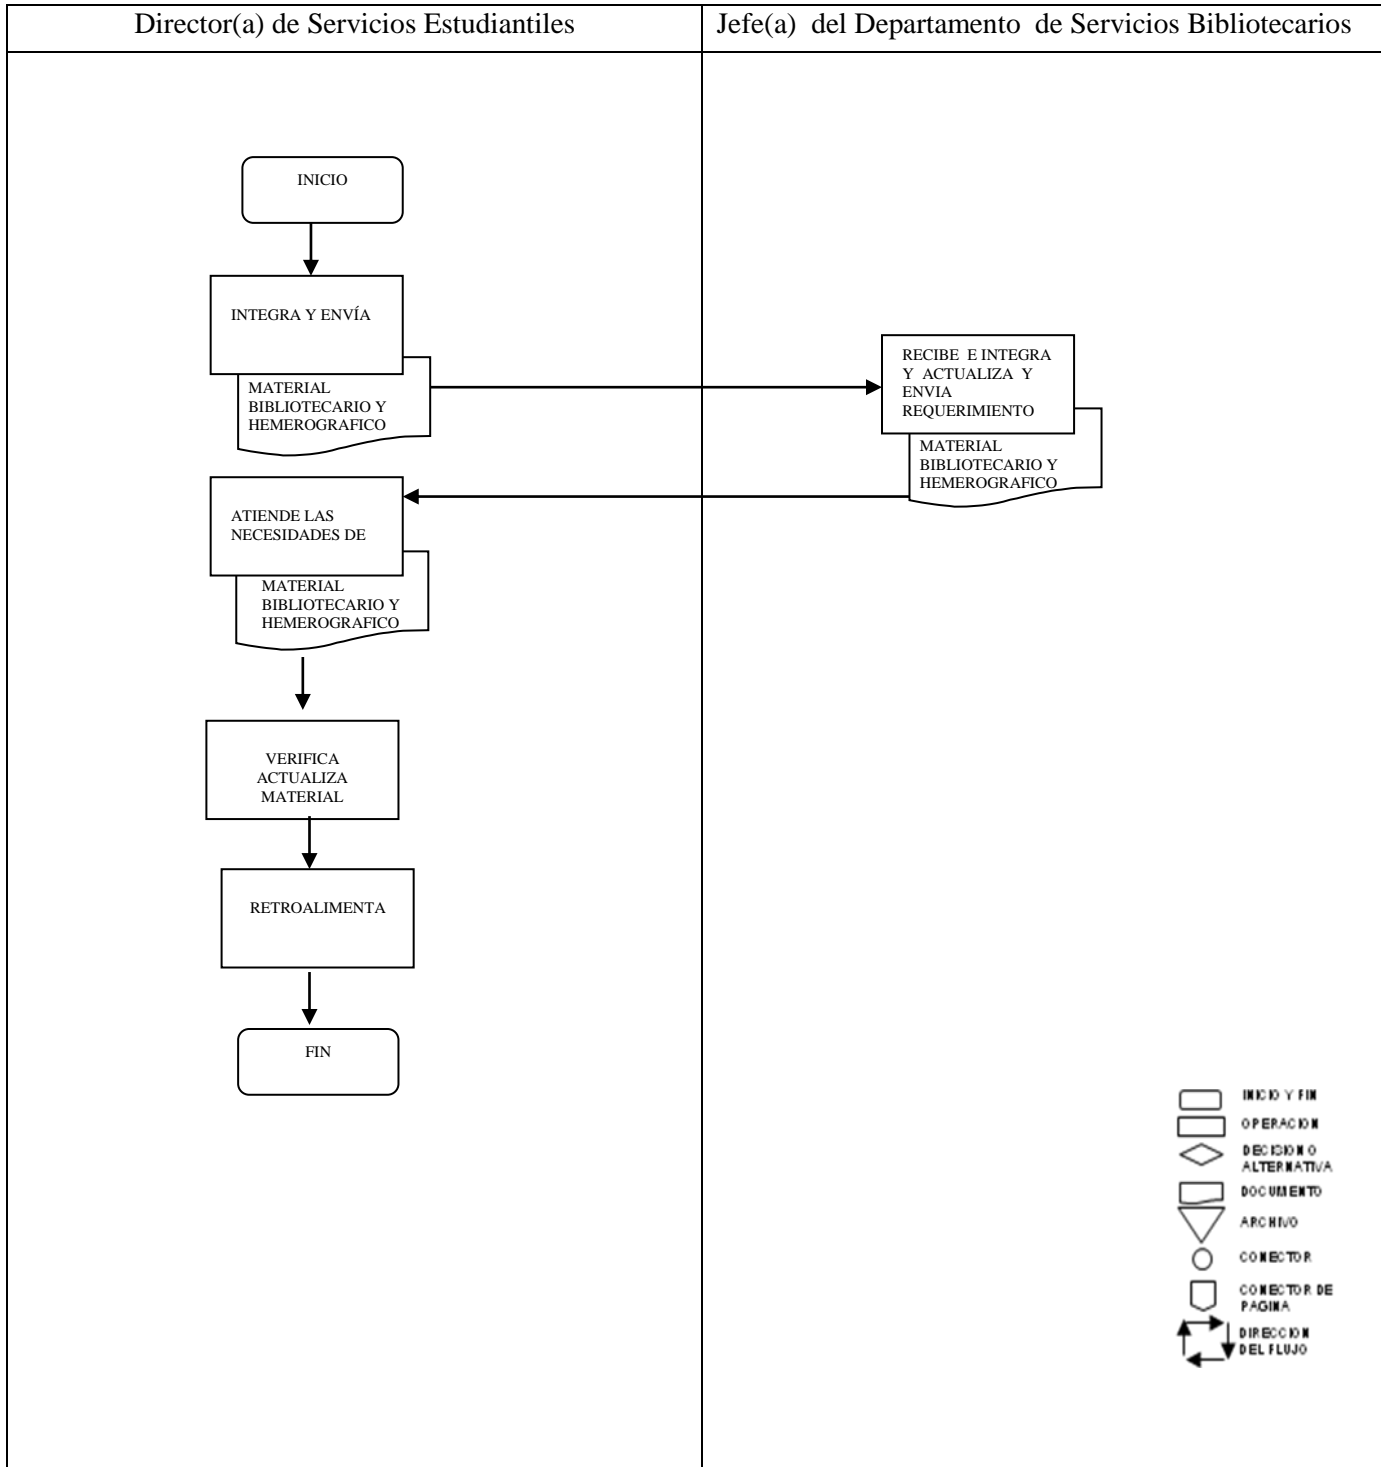 Director(a) de Servicios Estudiantiles
Jefe(a) del Departamento de Servicios Bibliotecarios
INICIO
INTEGRA Y ENVÍA
MATERIAL
BIBLIOTECARIO Y
HEMEROGRAFICO
RECIBE E INTEGRA
Y ACTUALIZA Y
ENVIA
REQUERIMIENTO
MATERIAL
BIBLIOTECARIO Y
HEMEROGRAFICO
ATIENDE LAS
NECESIDADES DE
MATERIAL
BIBLIOTECARIO Y
HEMEROGRAFICO
VERIFICA
ACTUALIZA
MATERIAL
RETROALIMENTA
FIN
INICIO Y FIN
OPERACION
DECISION O
ALTERNATIVA
DOCUMENTO
ARCHIVO
CONECTOR
CONECTOR DE
PAGINA
DIRECCION
DEL FLUJO